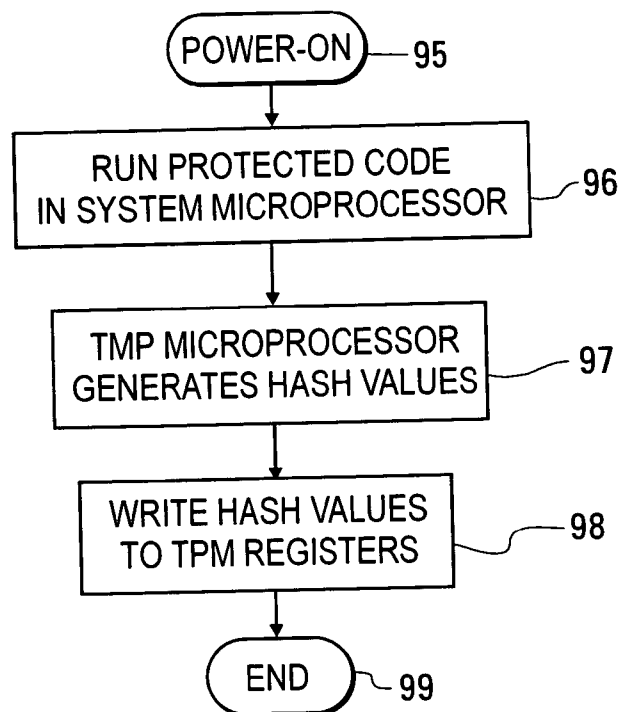 POWER-ON 95
RUN PROTECTED CODE
IN SYSTEM MICROPROCESSOR
96
TMP MICROPROCESSOR
GENERATES HASH VALUES
97
WRITE HASH VALUES
TO TPM REGISTERS
98
END 99